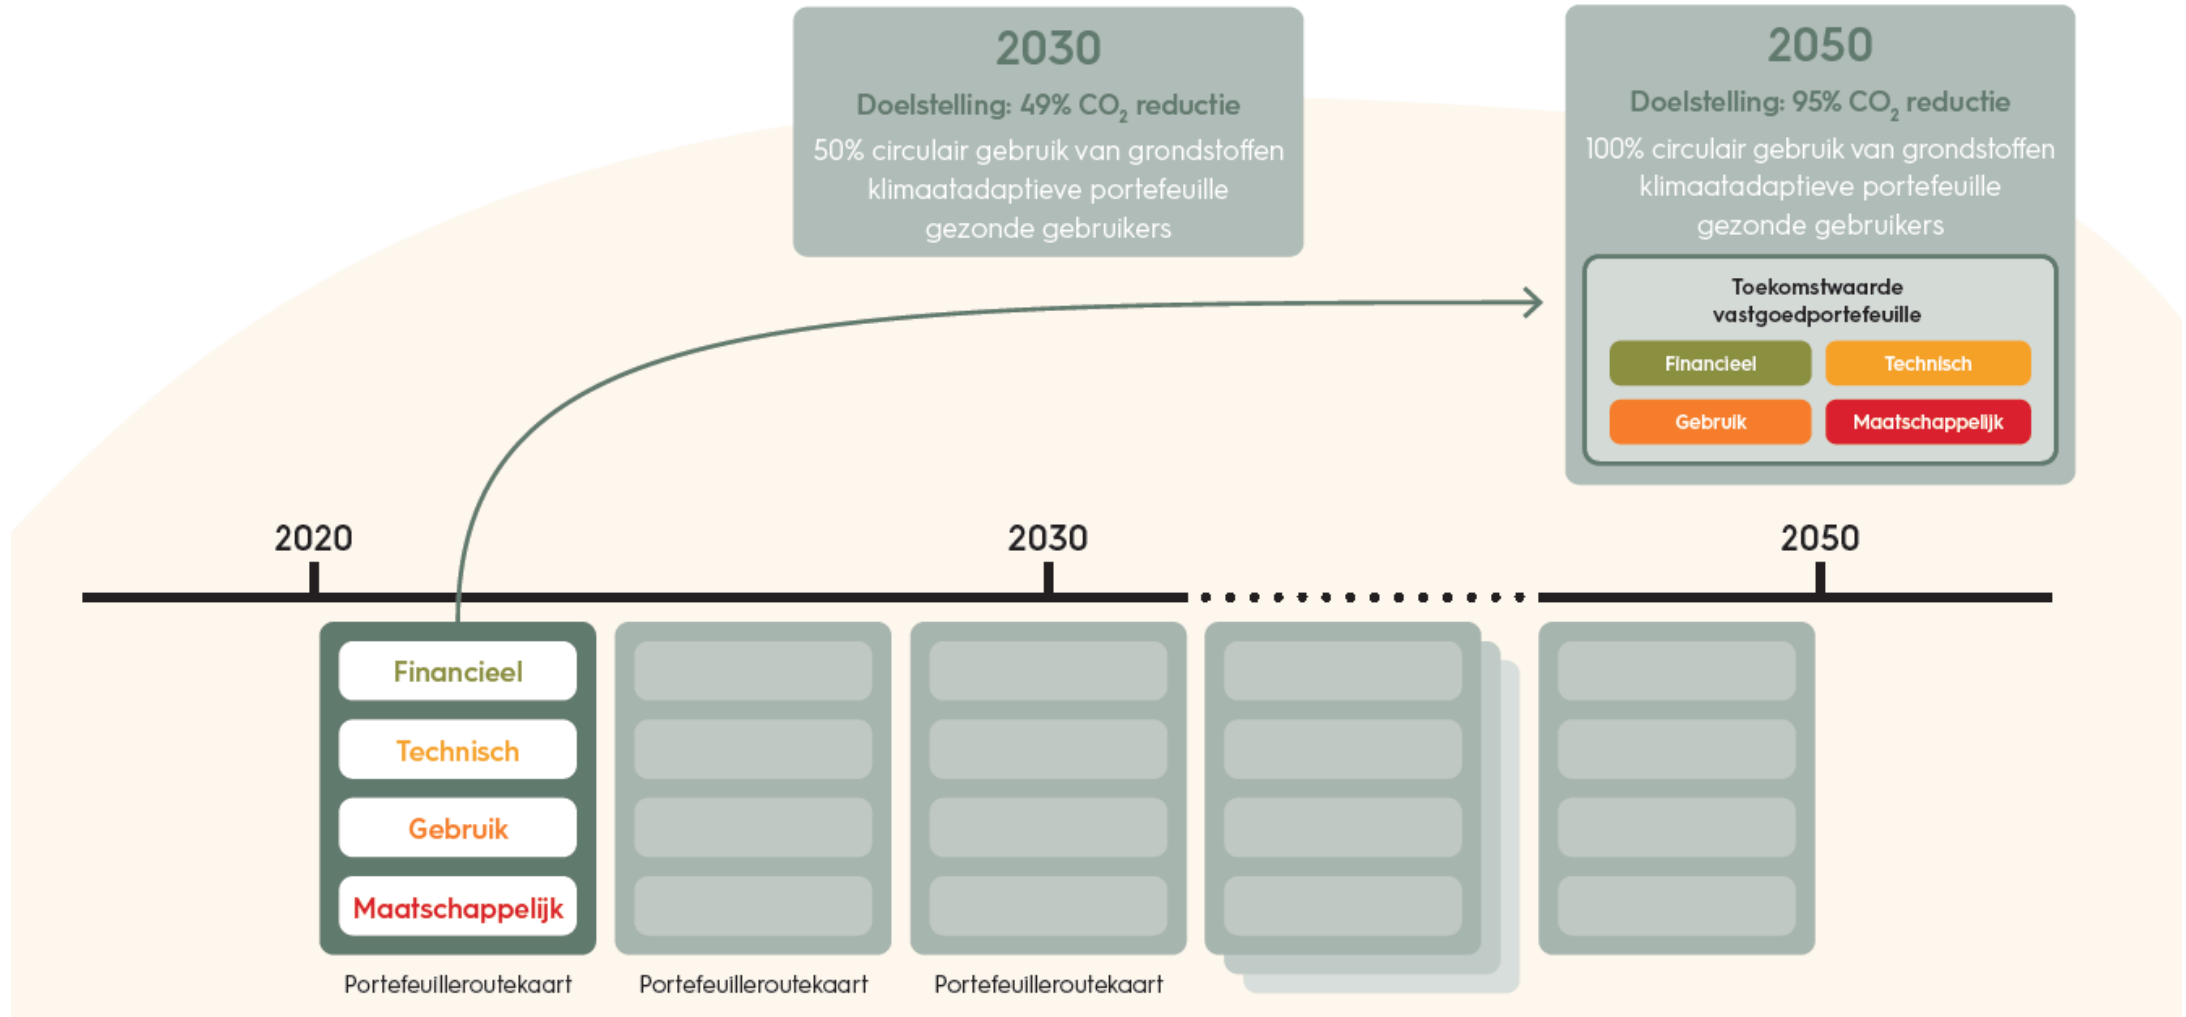 2030
Doelstelling: 49% CO₂ reductie
50% circulair gebruik van grondstoffen
klimaatadaptieve portefeuille
gezonde gebruikers
2050
Doelstelling: 95% CO₂ reductie
100% circulair gebruik van grondstoffen
klimaatadaptieve portefeuille
gezonde gebruikers
Toekomstwaarde
vastgoedportefeuille
Financieel
Technisch
Gebruik
Maatschappelijk
2020
2030
2050
Financieel
Technisch
Gebruik
Maatschappelijk
Portefeuilleroutekaart
Portefeuilleroutekaart
Portefeuilleroutekaart